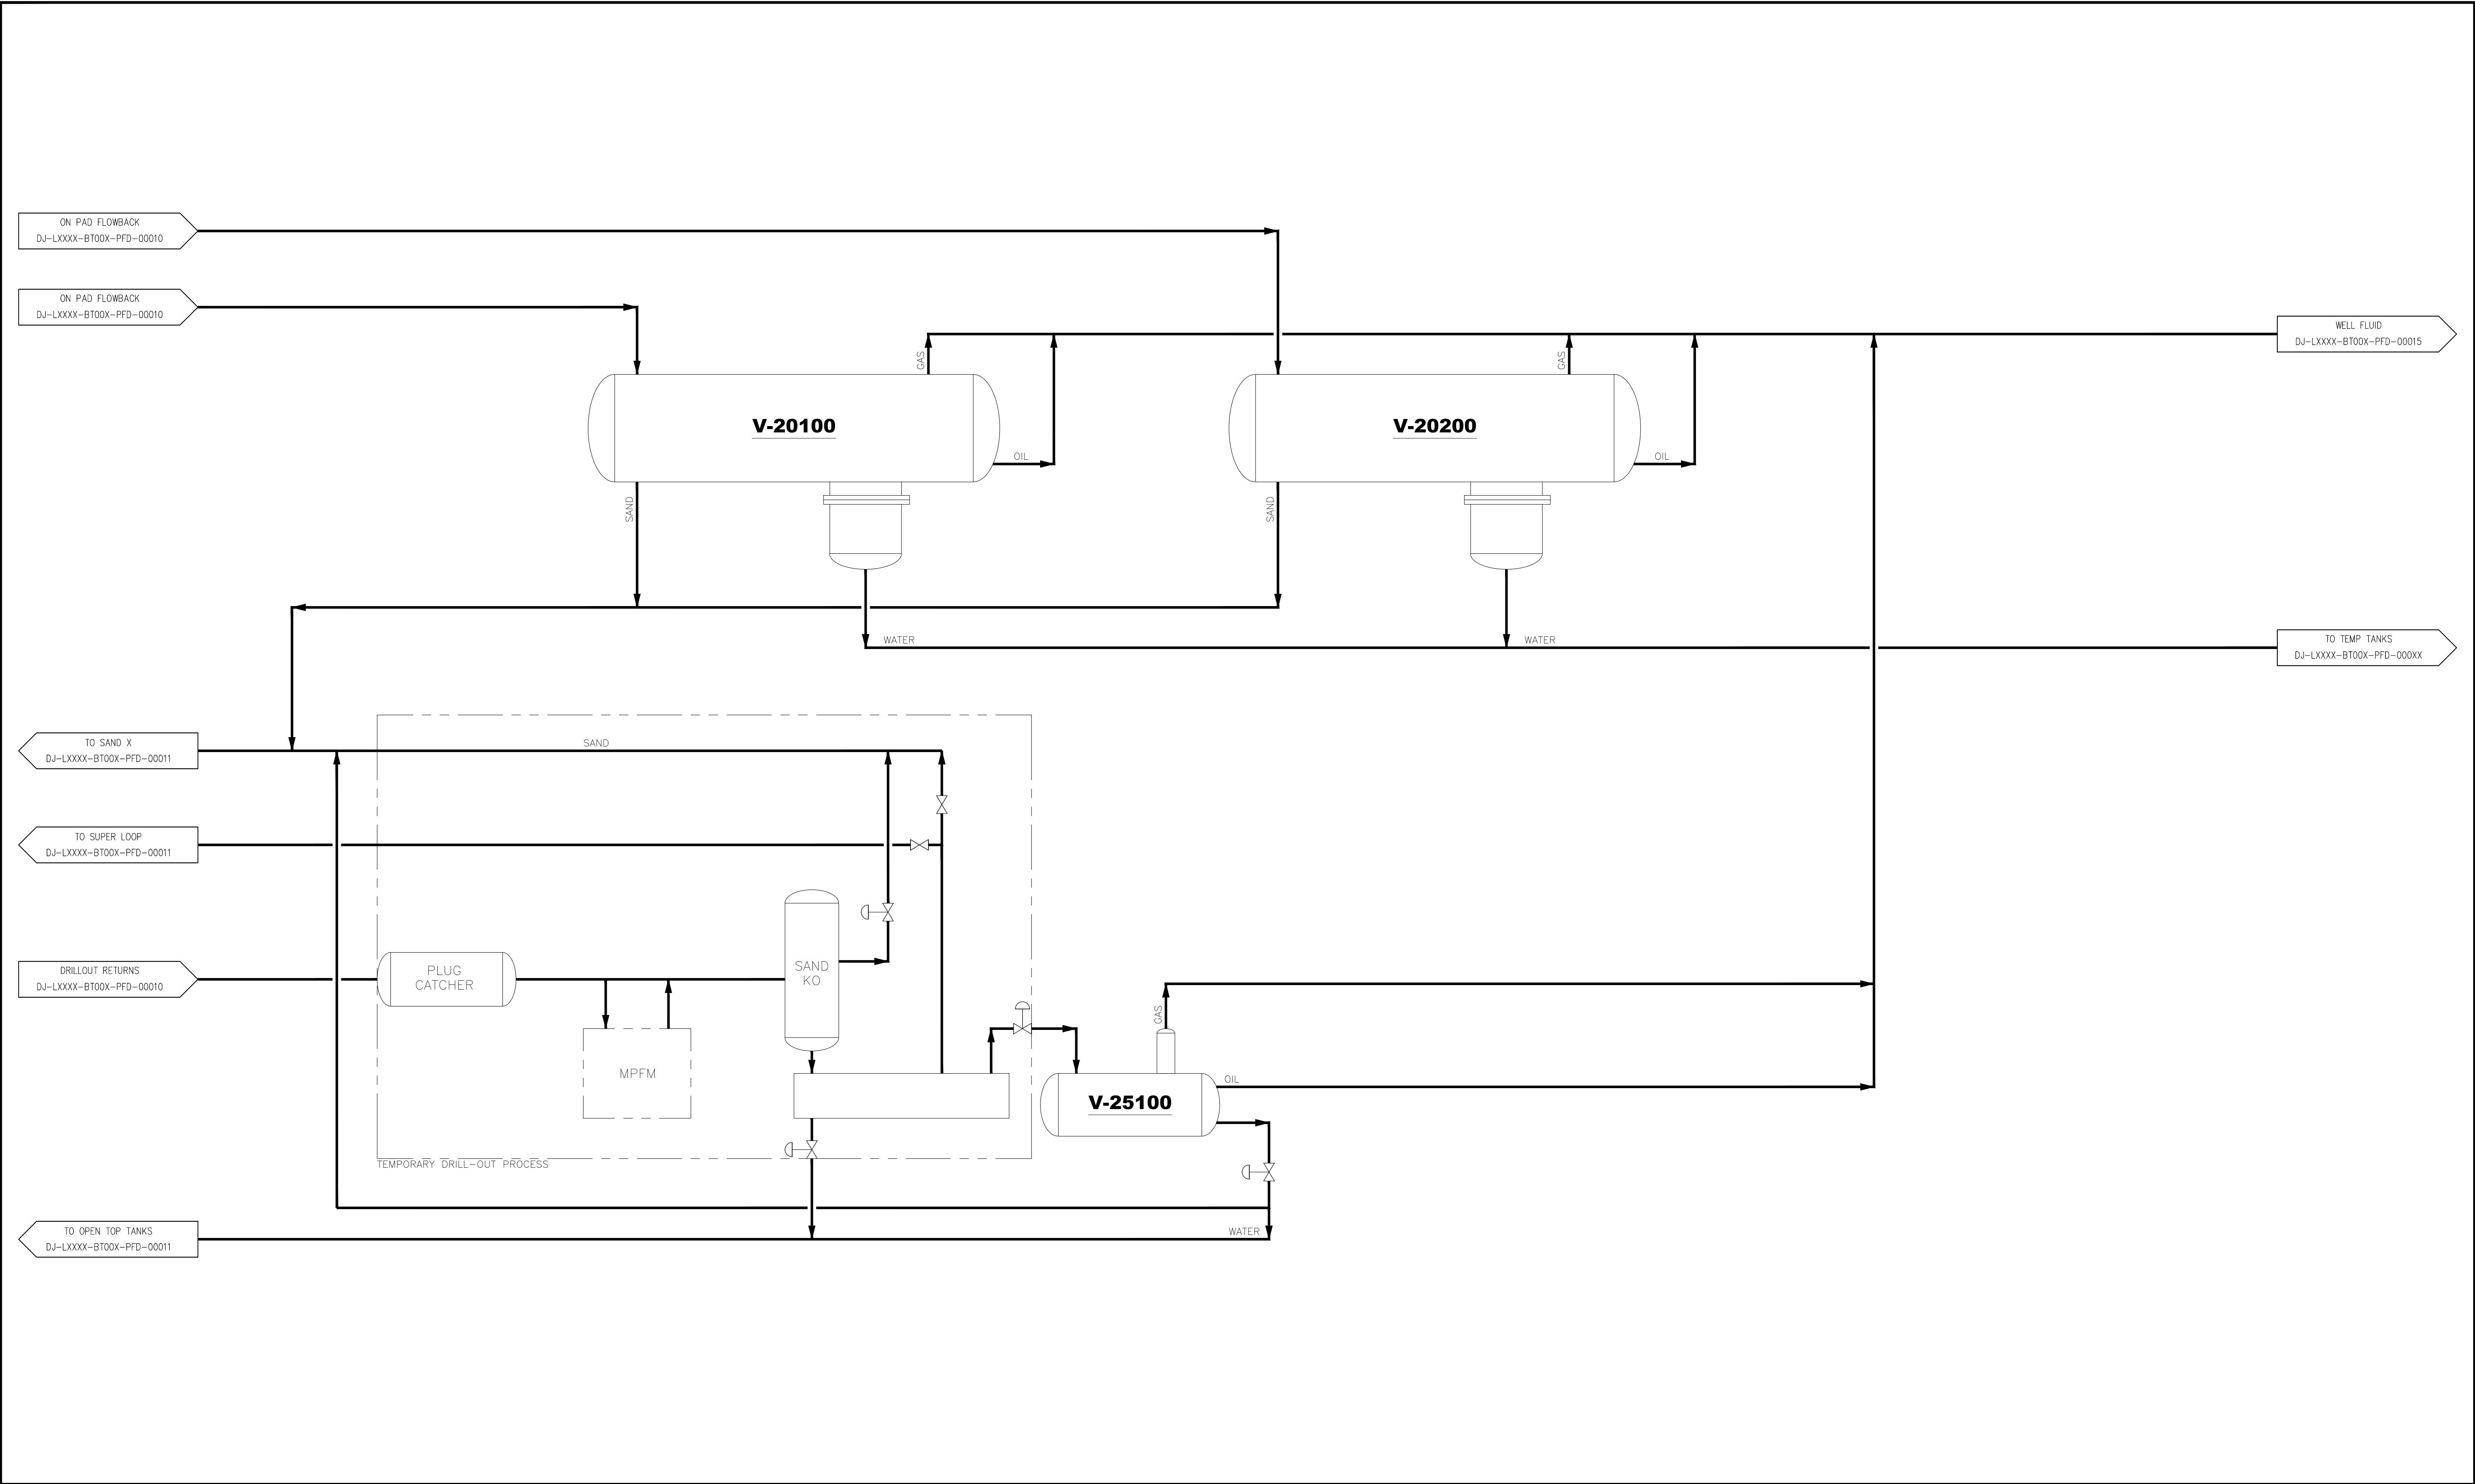 ON PAD FLOWBACK
DJ-LXXXX-BT00X-PFD-00010
ON PAD FLOWBACK
DJ-LXXXX-BT00X-PFD-00010
WELL FLUID
DJ-LXXXX-BT00X-PFD-00015
GAS
GAS
V-20100
V-20200
OIL
OIL
SAND
SAND
WATER
WATER
TO TEMP TANKS
DJ-LXXXX-BT00X-PFD-000XX
TO SAND X
DJ-LXXXX-BT00X-PFD-00011
SAND
TO SUPER LOOP
DJ-LXXXX-BT00X-PFD-00011
DRILLOUT RETURNS
DJ-LXXXX-BT00X-PFD-00010
PLUG
CATCHER
SAND
KO
MPFM
GAS
OIL
V-25100
TEMPORARY DRILL-OUT PROCESS
TO OPEN TOP TANKS
DJ-LXXXX-BT00X-PFD-00011
WATER